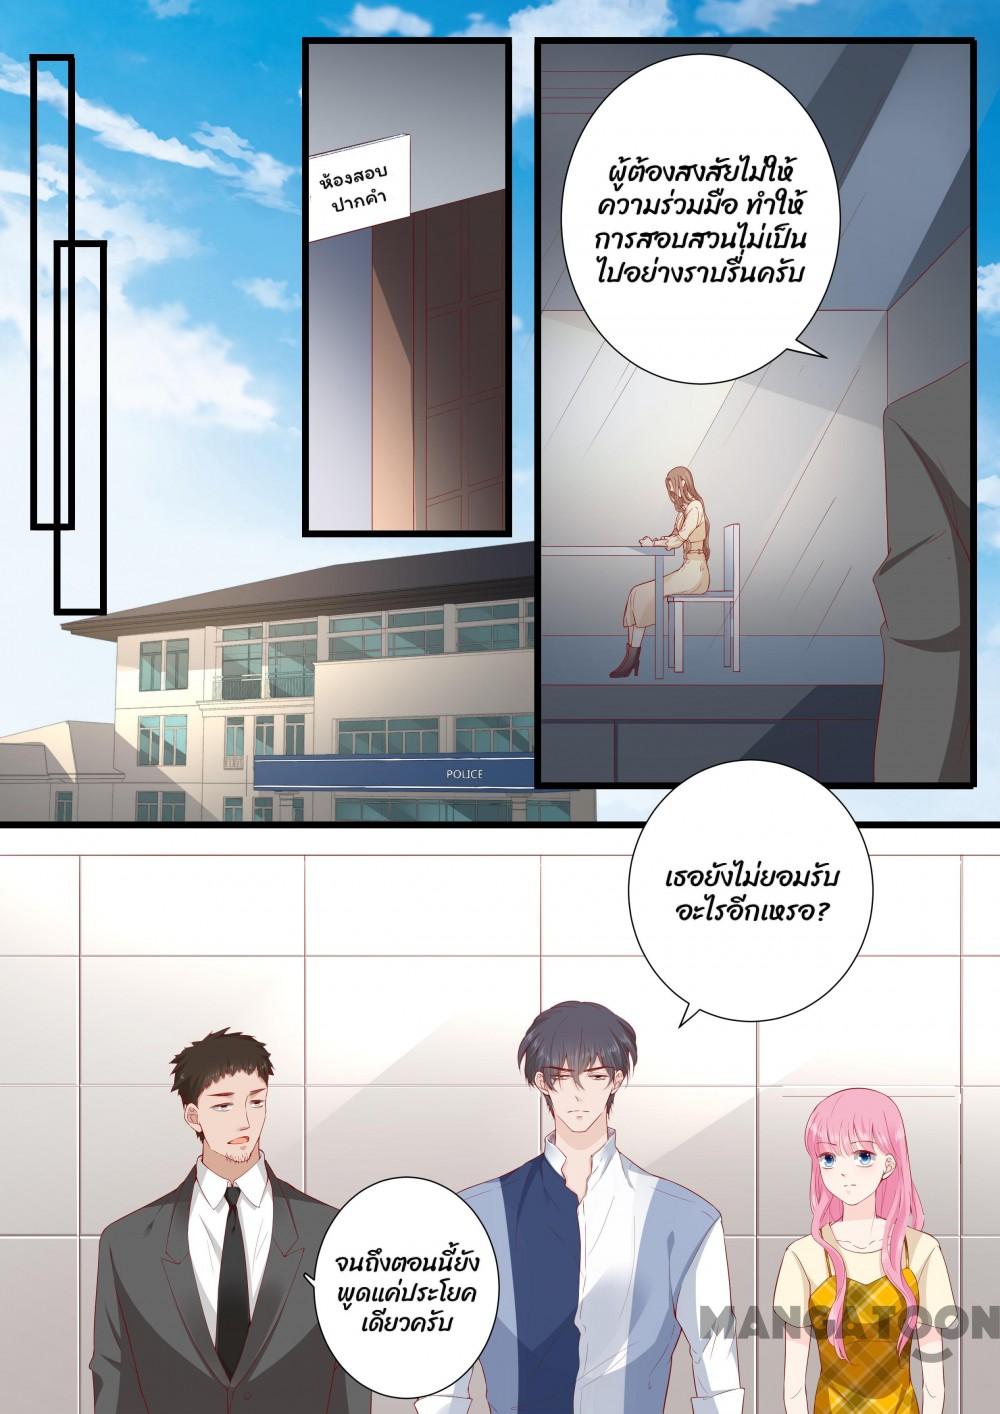 ห้องสอบ
ปากคำ
ผู้ต้องสงสัยไม่ให้
ความร่วมมือ ทำให้
การสอบสวนไม่เป็น
ไปอย่างราบรื่นครับ
POLICE
เธอยังไม่ยอมรับ
อะไรอีกเหรอ?
จนถึงตอนนี้ยัง
พูดแค่ประโยค
เดียวครับ
MANGATOON